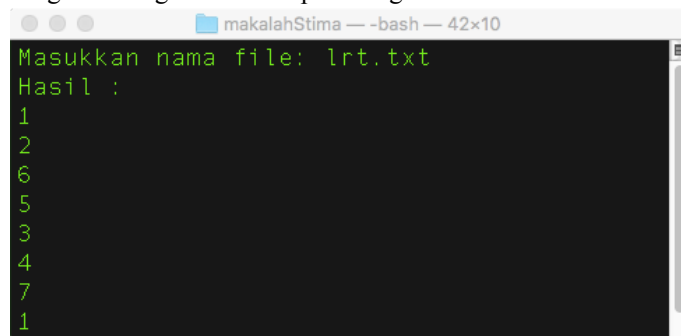 makalahStima — -bash — 42×10
Masukkan nama file: lrt.txt
Hasil :
1
2
6
5
3
4
7
1